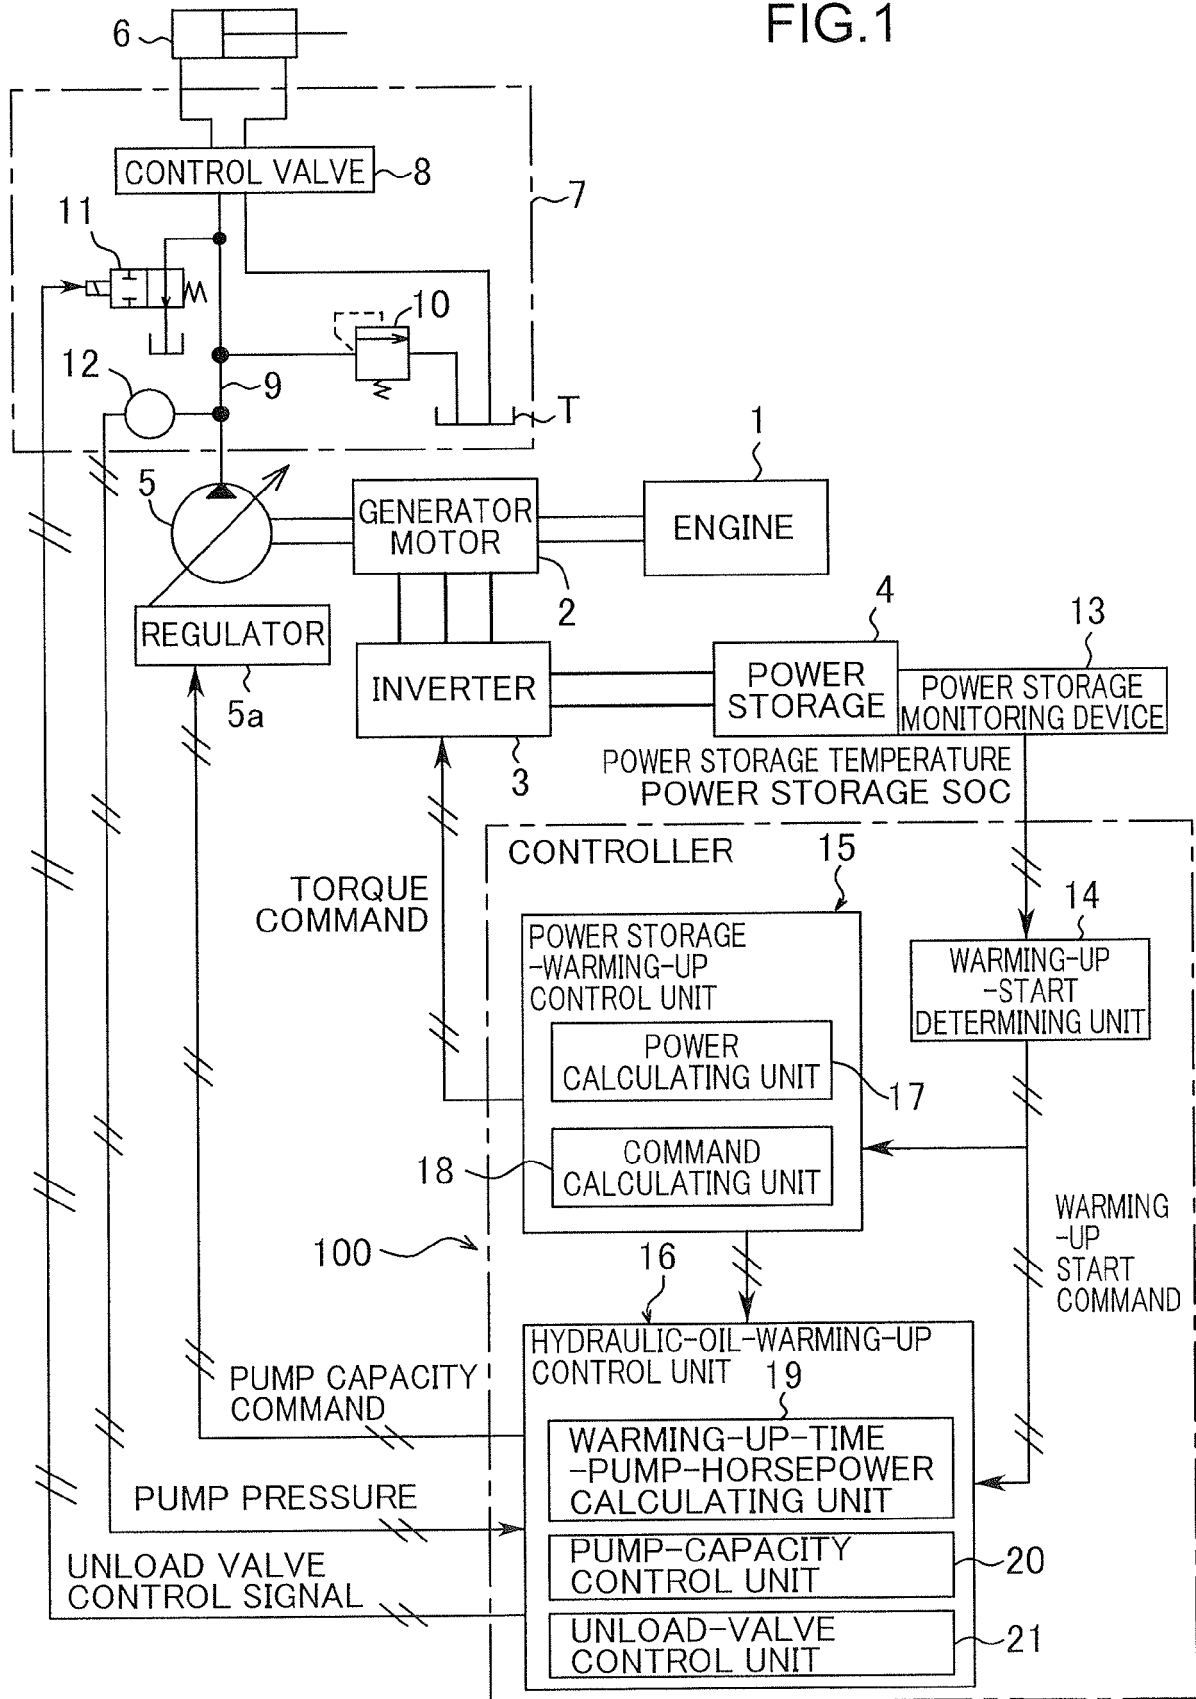 FIG.1
6
CONTROL VALVE
8
7
11
10
12
9
T
1
5
GENERATOR
MOTOR
ENGINE
2
4
13
REGULATOR
INVERTER
POWER
STORAGE
POWER STORAGE
MONITORING DEVICE
5a
3
POWER STORAGE TEMPERATURE
POWER STORAGE SOC
CONTROLLER
15
TORQUE
COMMAND
14
POWER STORAGE
-WARMING-UP
CONTROL UNIT
WARMING-UP
-START
DETERMINING UNIT
POWER
CALCULATING UNIT
17
COMMAND
CALCULATING UNIT
18
WARMING
-UP
START
COMMAND
100
16
HYDRAULIC-OIL-WARMING-UP
CONTROL UNIT
PUMP CAPACITY
COMMAND
19
WARMING-UP-TIME
-PUMP-HORSEPOWER
CALCULATING UNIT
PUMP PRESSURE
PUMP-CAPACITY
CONTROL UNIT
20
UNLOAD VALVE
CONTROL SIGNAL
UNLOAD-VALVE
CONTROL UNIT
21